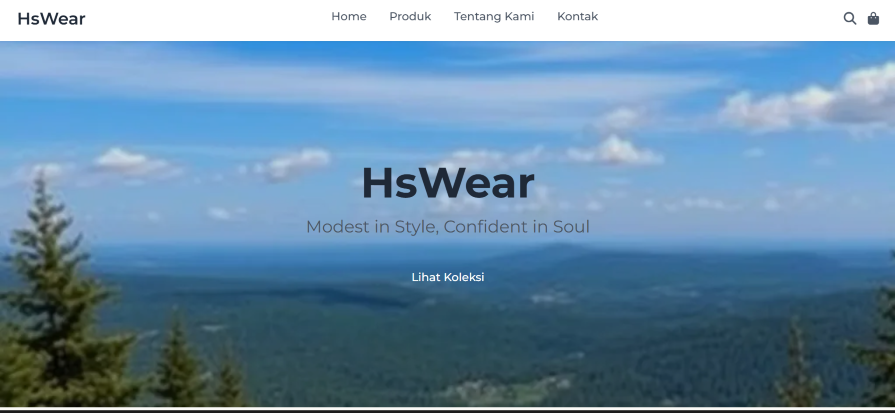 HsWear
Home Produk Tentang Kami Kontak
HsWear
Modest in Style, Confident in Soul
Lihat Koleksi